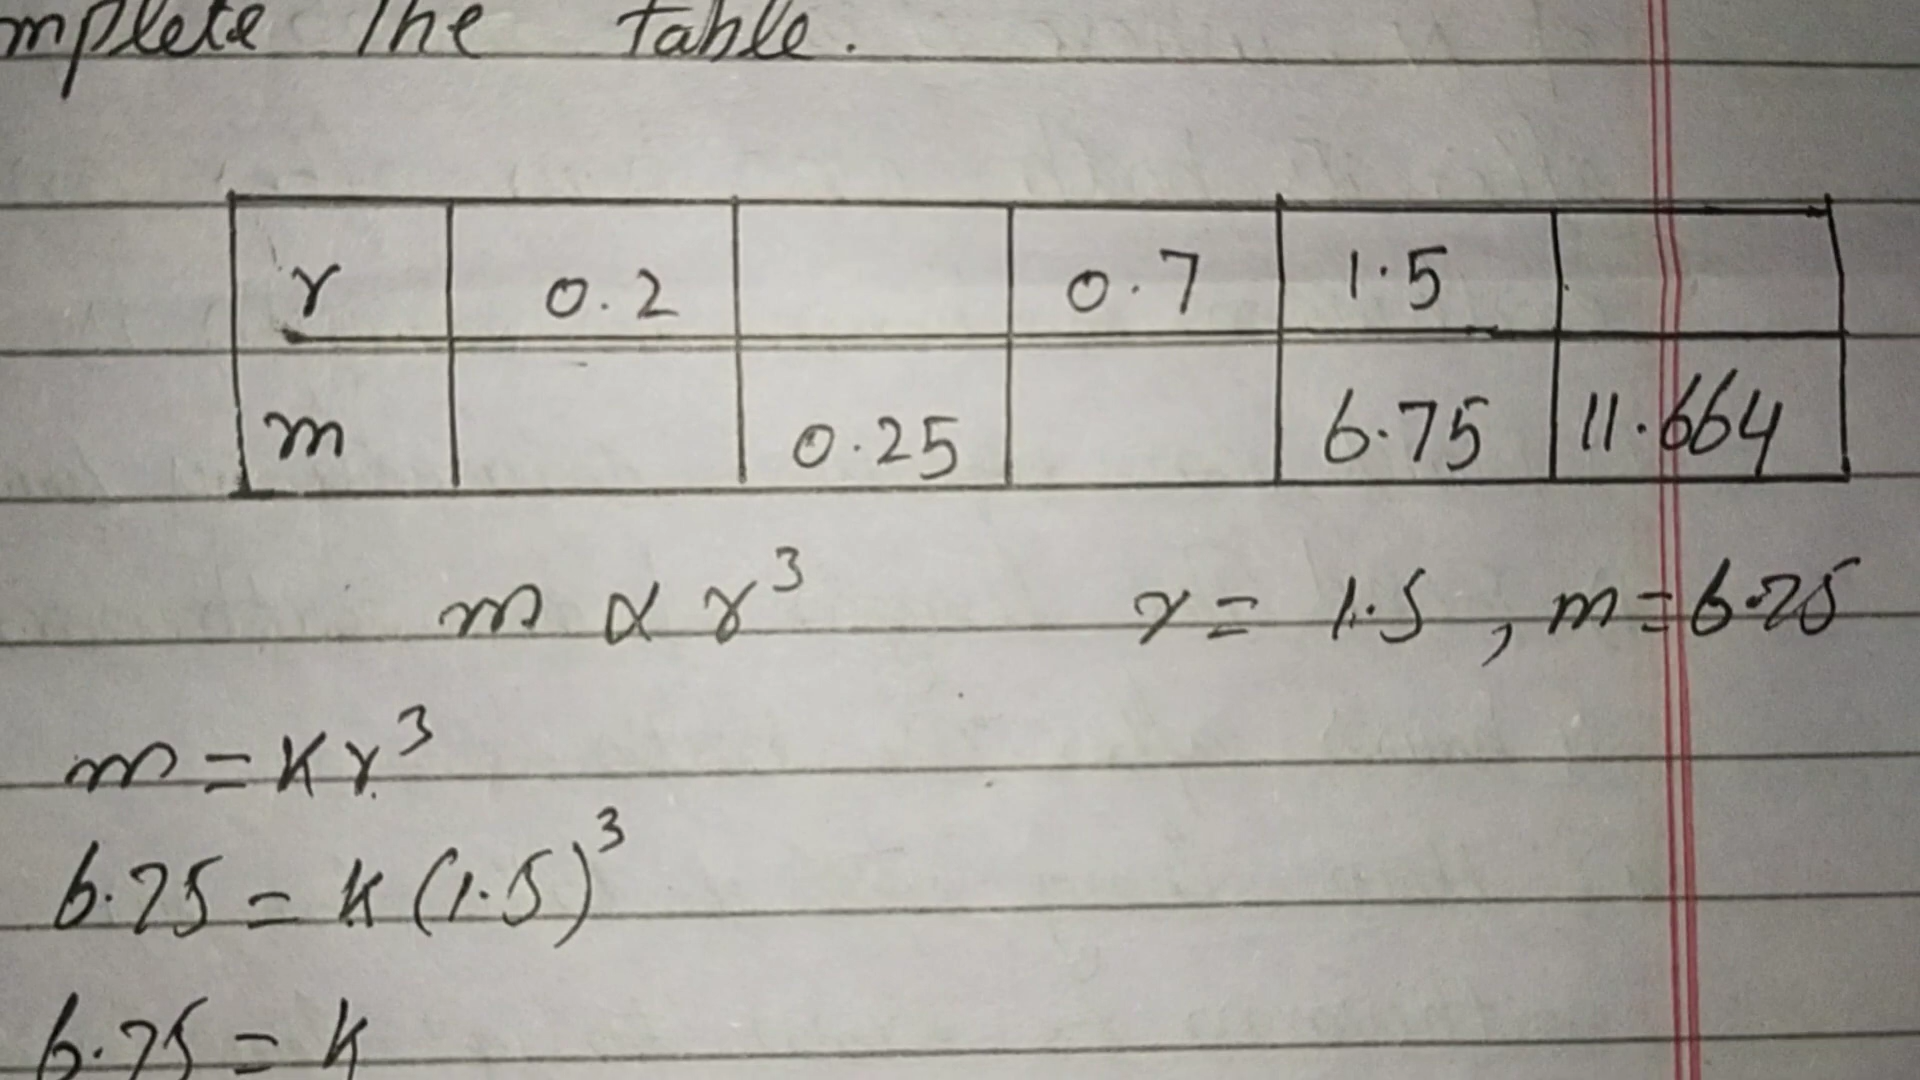 mplete The table.
r 0.2 0.7 1.5
m 0.25 6.75 11.664
m ∝ r³ r = 1.5, m = 6.75
m = kr³
6.75 = k(1.5)³
6.75 = k